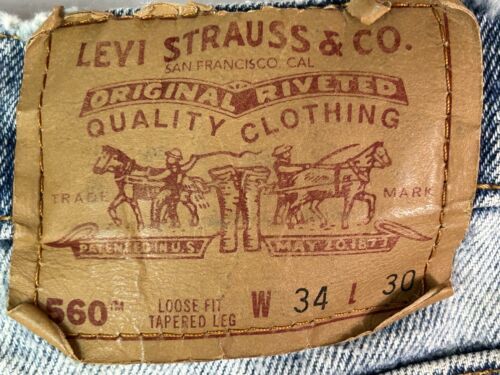 LEVI STRAUSS & CO.
SAN FRANCISCO, CAL
ORIGINAL RIVETED
QUALITY CLOTHING
TRADE MARK
PATENTED IN U.S. MAY 20, 1873
560™ LOOSE FIT W 34 L 30
TAPERED LEG